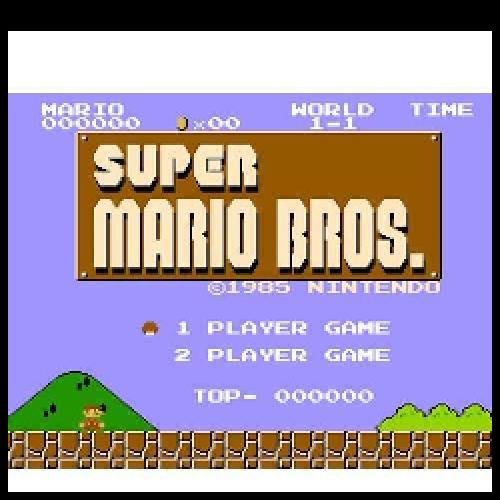 MARIO WORLD TIME
000000 x00 1-1
SUPER
MARIO BROS.
©1985 NINTENDO
1 PLAYER GAME
2 PLAYER GAME
TOP- 000000